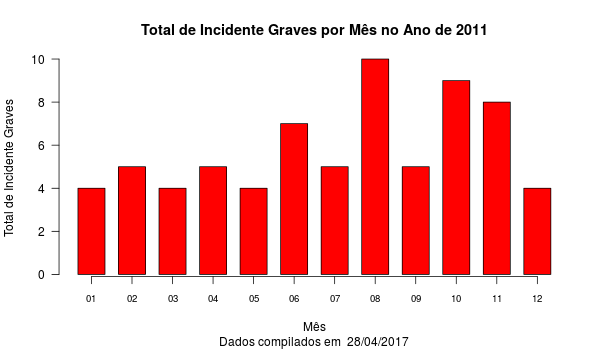 Total de Incidente Graves por Mês no Ano de 2011
Total de Incidente Graves
10
8
6
4
2
0
01 02 03 04 05 06 07 08 09 10 11 12
Mês
Dados compilados em  28/04/2017